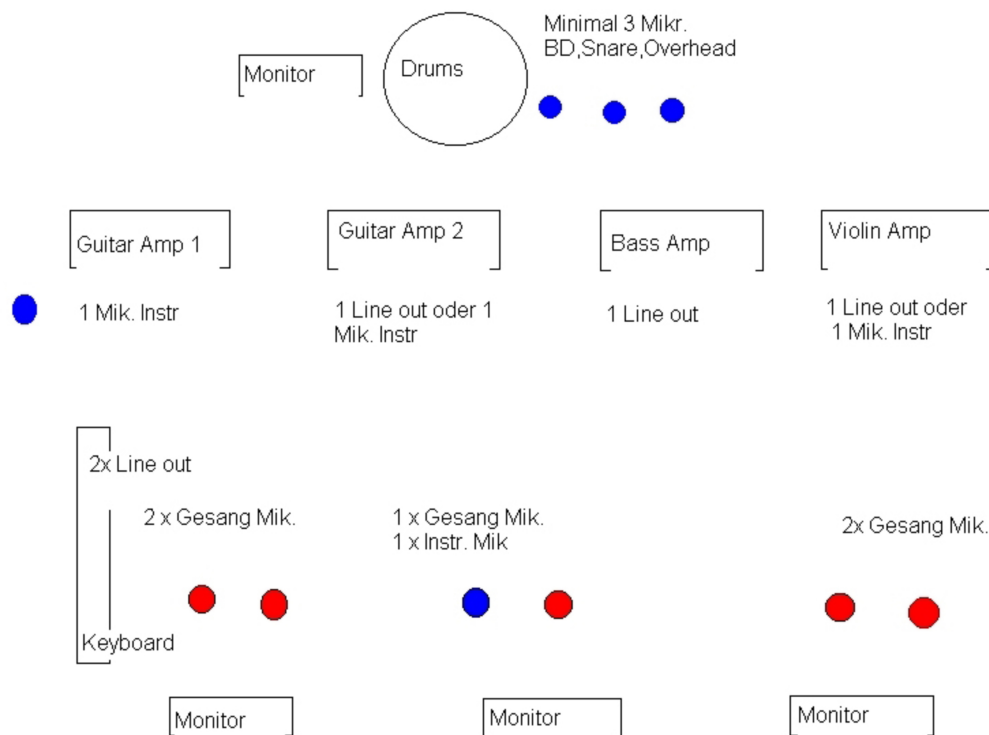 Minimal 3 Mikr.
BD,Snare,Overhead
Monitor
Drums
Guitar Amp 1
Guitar Amp 2
Bass Amp
Violin Amp
1 Mik. Instr
1 Line out oder 1
Mik. Instr
1 Line out
1 Line out oder
1 Mik. Instr
2x Line out
2 x Gesang Mik.
1 x Gesang Mik.
1 x Instr. Mik
2x Gesang Mik.
Keyboard
Monitor
Monitor
Monitor